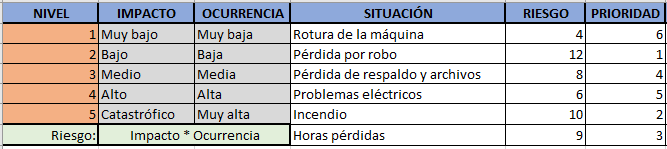 NIVEL IMPACTO OCURRENCIA SITUACIÓN RIESGO PRIORIDAD
1 Muy bajo Muy baja Rotura de la máquina 4 6
2 Bajo Baja Pérdida por robo 12 1
3 Medio Media Pérdida de respaldo y archivos 8 4
4 Alto Alta Problemas eléctricos 6 5
5 Catastrófico Muy alta Incendio 10 2
Riesgo: Impacto * Ocurrencia Horas pérdidas 9 3